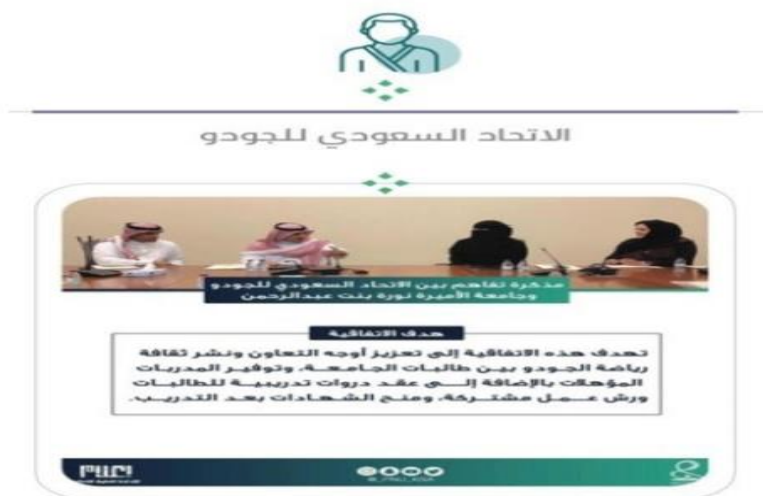 الاتحاد السعودي للجودو
مذكرة تفاهم بين الاتحاد السعودي للجودو
وجامعة الأميرة نورة بنت عبدالرحمن
هدف الاتفاقية
تهدف هذه الاتفاقية إلى تعزيز أوجه التعاون ونشر ثقافة
رياضة الجودو بين طالبات الجامعة، وتوفير المدربات
المؤهلات بالإضافة إلى عقد دروات تدريبية للطالبات
ورش عمل مشتركة، ومنح الشهادات بعد التدريب.